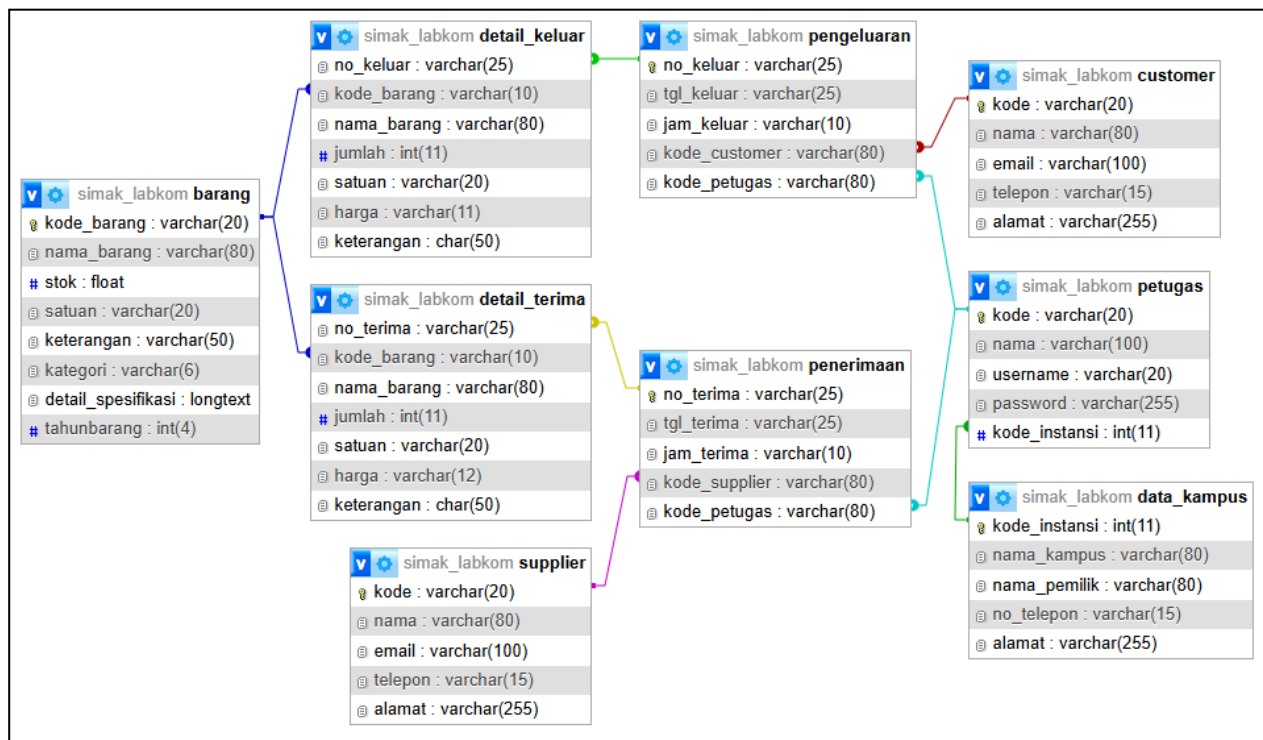 simak_labkom barang
kode_barang : varchar(20)
nama_barang : varchar(80)
# stok : float
satuan : varchar(20)
keterangan : varchar(50)
kategori : varchar(6)
detail_spesifikasi : longtext
# tahunbarang : int(4)
v simak_labkom detail_keluar
no_keluar : varchar(25)
kode_barang : varchar(10)
nama_barang : varchar(80)
# jumlah : int(11)
satuan : varchar(20)
harga : varchar(11)
keterangan : char(50)
v simak_labkom detail_terima
no_terima : varchar(25)
kode_barang : varchar(10)
nama_barang : varchar(80)
# jumlah : int(11)
satuan : varchar(20)
harga : varchar(12)
keterangan : char(50)
v simak_labkom supplier
kode : varchar(20)
nama : varchar(80)
email : varchar(100)
telepon : varchar(15)
alamat : varchar(255)
v simak_labkom pengeluaran
no_keluar : varchar(25)
tgl_keluar : varchar(25)
jam_keluar : varchar(10)
kode_customer : varchar(80)
kode_petugas : varchar(80)
v simak_labkom penerimaan
no_terima : varchar(25)
tgl_terima : varchar(25)
jam_terima : varchar(10)
kode_supplier : varchar(80)
kode_petugas : varchar(80)
v simak_labkom customer
kode : varchar(20)
nama : varchar(80)
email : varchar(100)
telepon : varchar(15)
alamat : varchar(255)
v simak_labkom petugas
kode : varchar(20)
nama : varchar(100)
username : varchar(20)
password : varchar(255)
# kode_instansi : int(11)
v simak_labkom data_kampus
kode_instansi : int(11)
nama_kampus : varchar(80)
nama_pemilik : varchar(80)
no_telepon : varchar(15)
alamat : varchar(255)